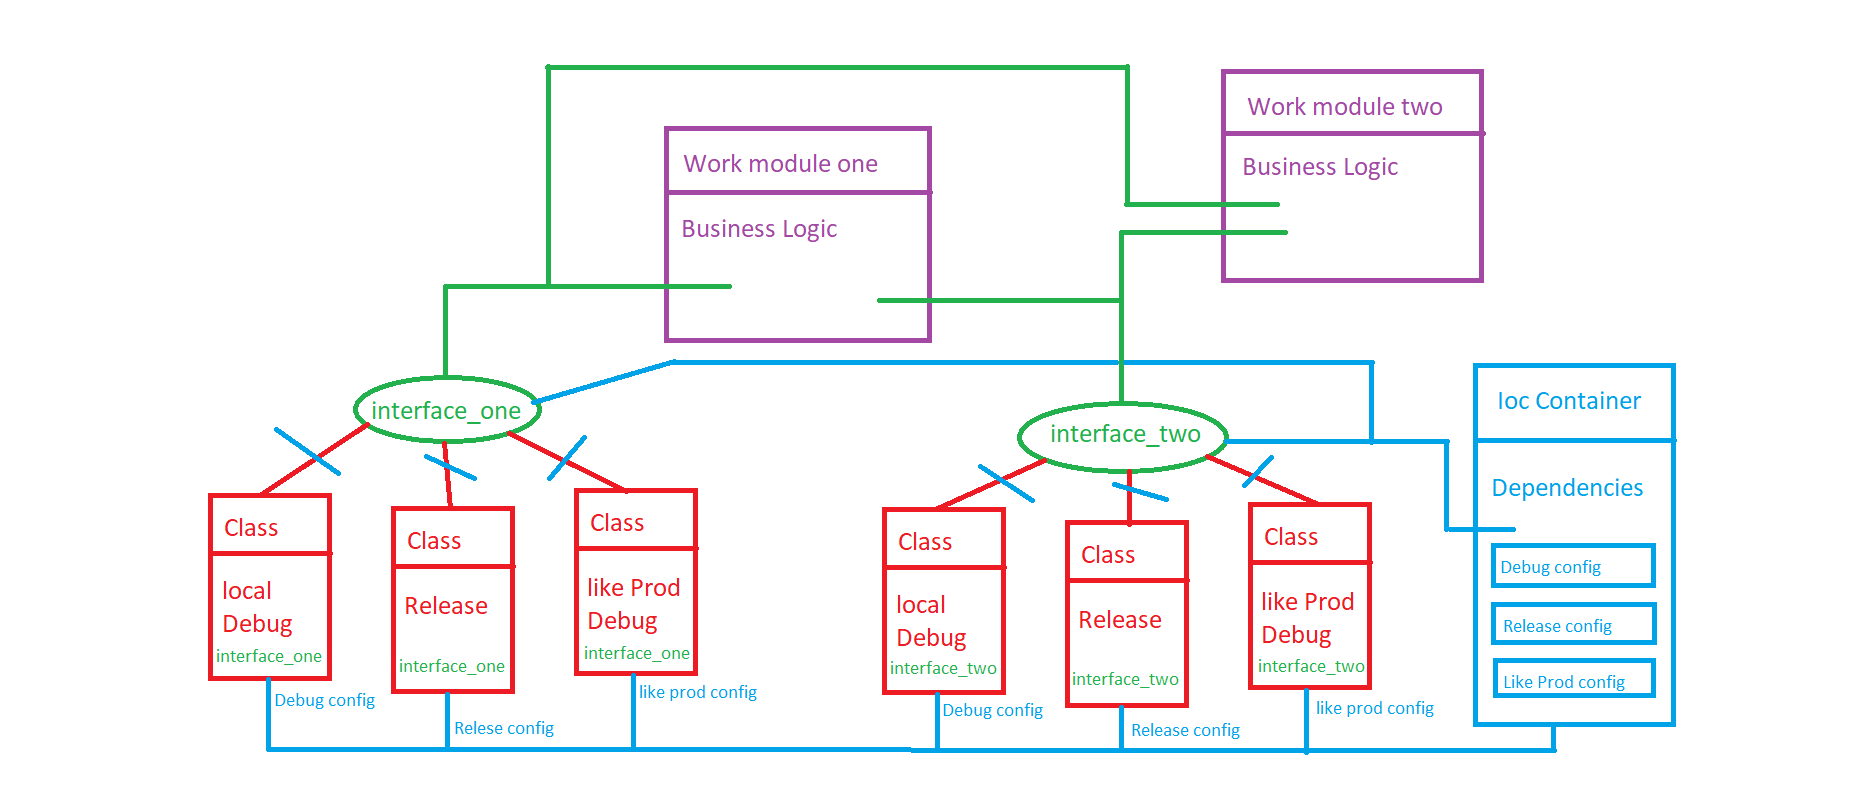 Work module two
Business Logic
Work module one
Business Logic
interface_one
interface_two
Ioc Container
Dependencies
Debug config
Release config
Like Prod config
Class
local
Debug
interface_one
Debug config
Class
Release
interface_one
Relese config
Class
like Prod
Debug
interface_one
like prod config
Class
local
Debug
interface_two
Debug config
Class
Release
interface_two
Release config
Class
like Prod
Debug
interface_two
like prod config